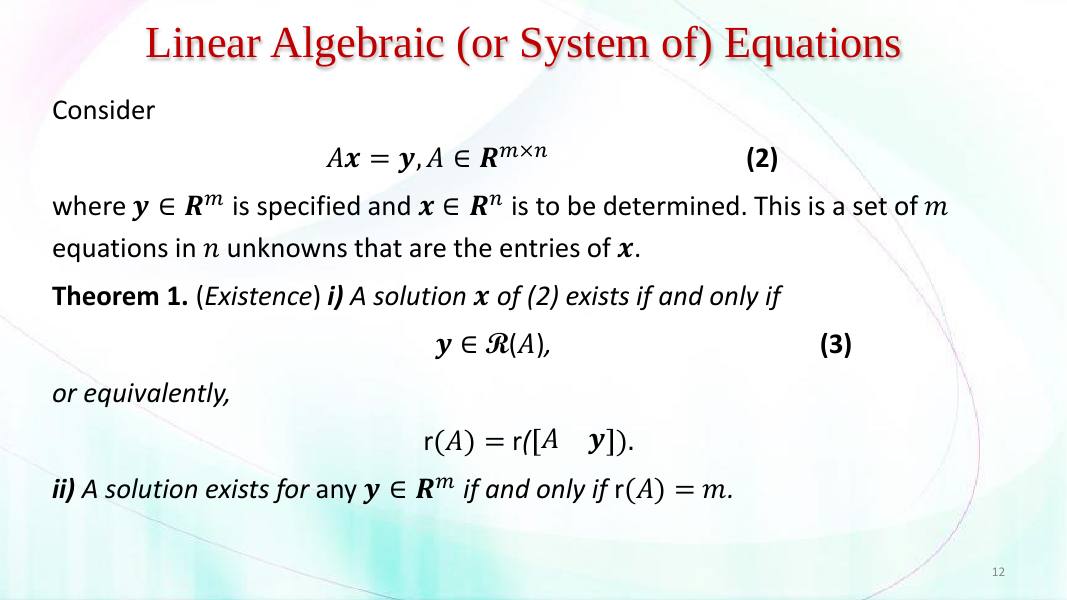 Linear Algebraic (or System of) Equations
Consider
𝐴𝒙 = 𝒚, 𝐴 ∈ 𝑹^{𝑚×𝑛} (2)
where 𝒚 ∈ 𝑹^𝑚 is specified and 𝒙 ∈ 𝑹^𝑛 is to be determined. This is a set of 𝑚
equations in 𝑛 unknowns that are the entries of 𝒙.
Theorem 1. (Existence) i) A solution 𝒙 of (2) exists if and only if
𝒚 ∈ 𝓡(𝐴), (3)
or equivalently,
r(𝐴) = r([𝐴 𝒚]).
ii) A solution exists for any 𝒚 ∈ 𝑹^𝑚 if and only if r(𝐴) = 𝑚.
12